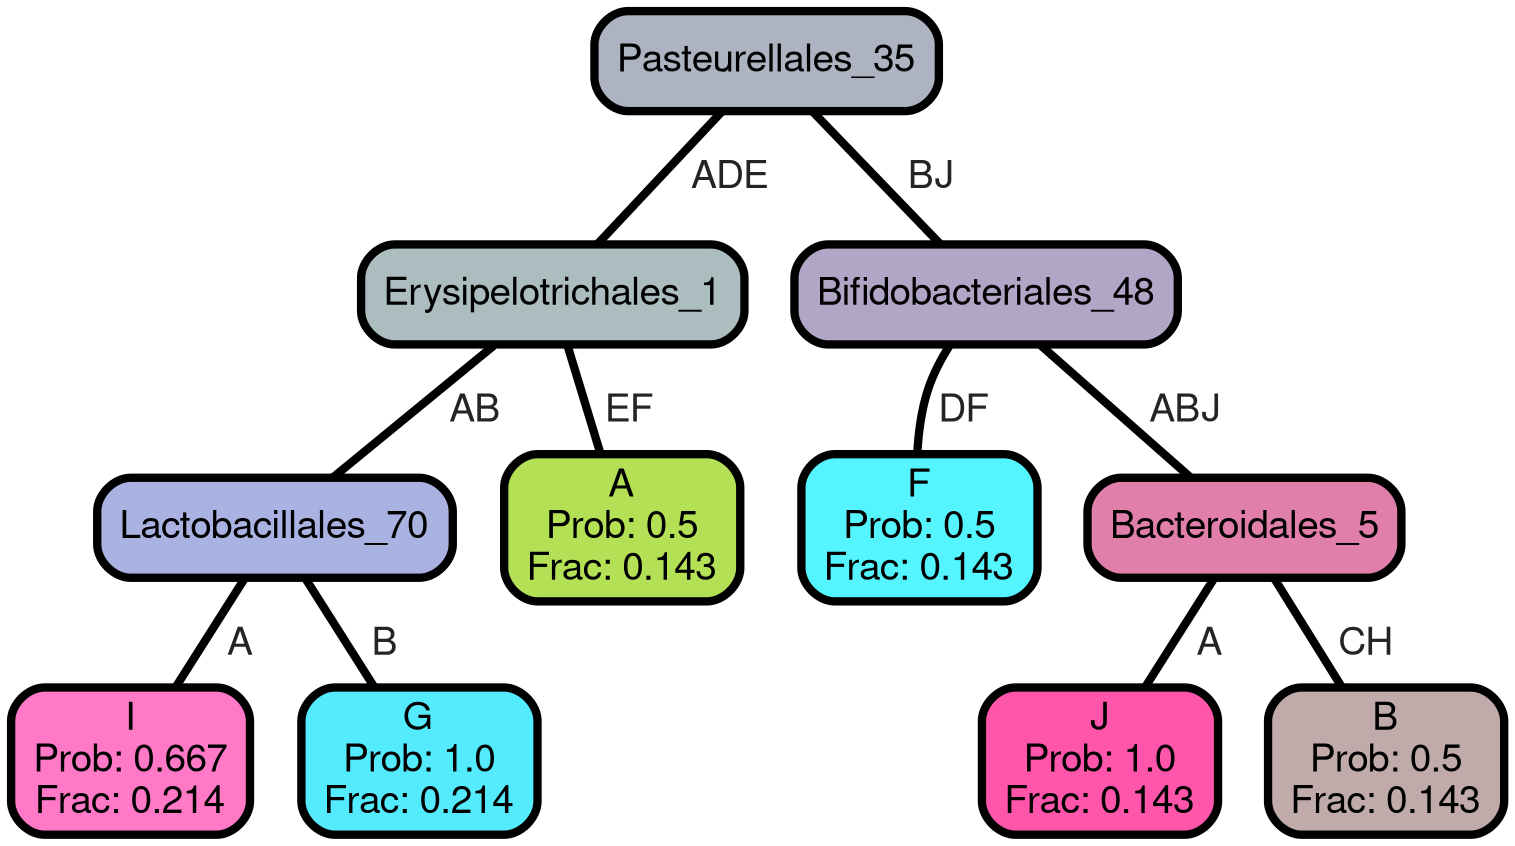 Pasteurellales_35
ADE
BJ
Erysipelotrichales_1
Bifidobacteriales_48
AB
EF
DF
ABJ
Lactobacillales_70
A
Prob: 0.5
Frac: 0.143
F
Prob: 0.5
Frac: 0.143
Bacteroidales_5
A
B
A
CH
I
Prob: 0.667
Frac: 0.214
G
Prob: 1.0
Frac: 0.214
J
Prob: 1.0
Frac: 0.143
B
Prob: 0.5
Frac: 0.143